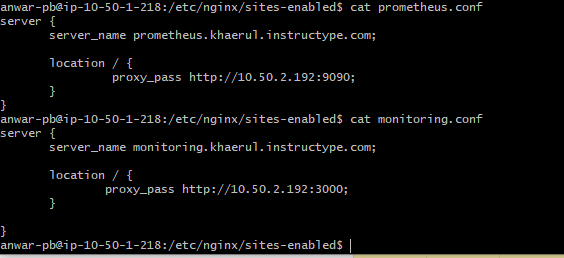 anwar-pb@ip-10-50-1-218:/etc/nginx/sites-enabled$ cat prometheus.conf
server {
        server_name prometheus.khaerul.instructype.com;

        location / {
                proxy_pass http://10.50.2.192:9090;
        }
}
anwar-pb@ip-10-50-1-218:/etc/nginx/sites-enabled$ cat monitoring.conf
server {
        server_name monitoring.khaerul.instructype.com;

        location / {
                proxy_pass http://10.50.2.192:3000;
        }

}
anwar-pb@ip-10-50-1-218:/etc/nginx/sites-enabled$